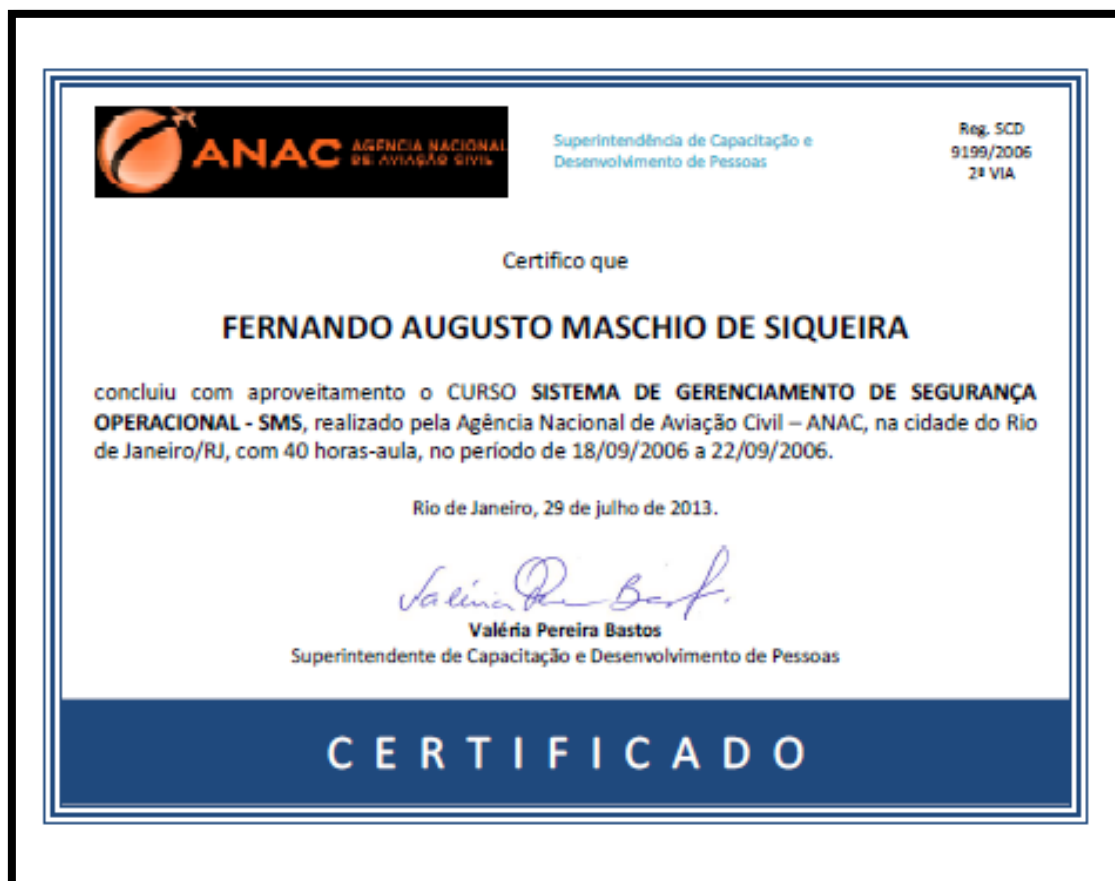 ANAC AGÊNCIA NACIONAL
DE AVIAÇÃO CIVIL
Superintendência de Capacitação e
Desenvolvimento de Pessoas
Reg. SCD
9199/2006
2ª VIA
Certifico que
FERNANDO AUGUSTO MASCHIO DE SIQUEIRA
concluiu com aproveitamento o CURSO SISTEMA DE GERENCIAMENTO DE SEGURANÇA
OPERACIONAL - SMS, realizado pela Agência Nacional de Aviação Civil – ANAC, na cidade do Rio
de Janeiro/RJ, com 40 horas-aula, no período de 18/09/2006 a 22/09/2006.
Rio de Janeiro, 29 de julho de 2013.
Valéria Pereira Bastos
Superintendente de Capacitação e Desenvolvimento de Pessoas
CERTIFICADO